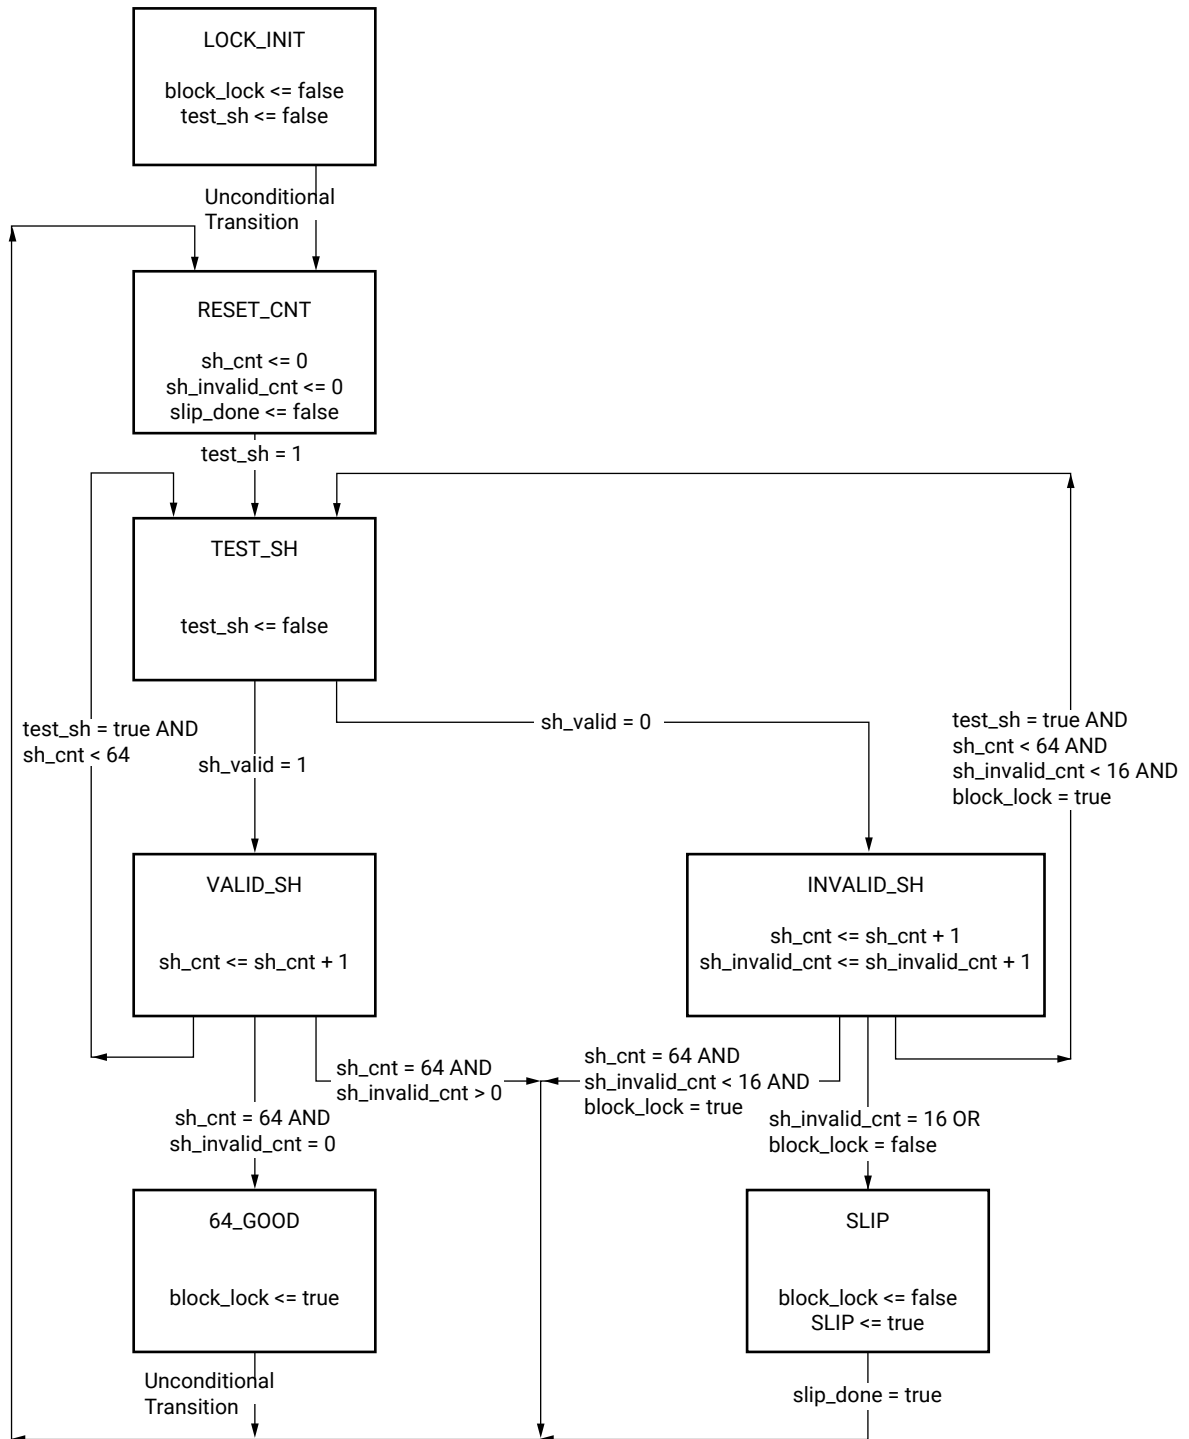 LOCK_INIT
block_lock <= false
test_sh <= false
Unconditional
Transition
RESET_CNT
sh_cnt <= 0
sh_invalid_cnt <= 0
slip_done <= false
test_sh = 1
TEST_SH
test_sh <= false
test_sh = true AND
sh_cnt < 64
sh_valid = 1
sh_valid = 0
test_sh = true AND
sh_cnt < 64 AND
sh_invalid_cnt < 16 AND
block_lock = true
VALID_SH
sh_cnt <= sh_cnt + 1
INVALID_SH
sh_cnt <= sh_cnt + 1
sh_invalid_cnt <= sh_invalid_cnt + 1
sh_cnt = 64 AND
sh_invalid_cnt > 0
sh_cnt = 64 AND
sh_invalid_cnt < 16 AND
block_lock = true
sh_cnt = 64 AND
sh_invalid_cnt = 0
sh_invalid_cnt = 16 OR
block_lock = false
64_GOOD
block_lock <= true
SLIP
block_lock <= false
SLIP <= true
Unconditional
Transition
slip_done = true